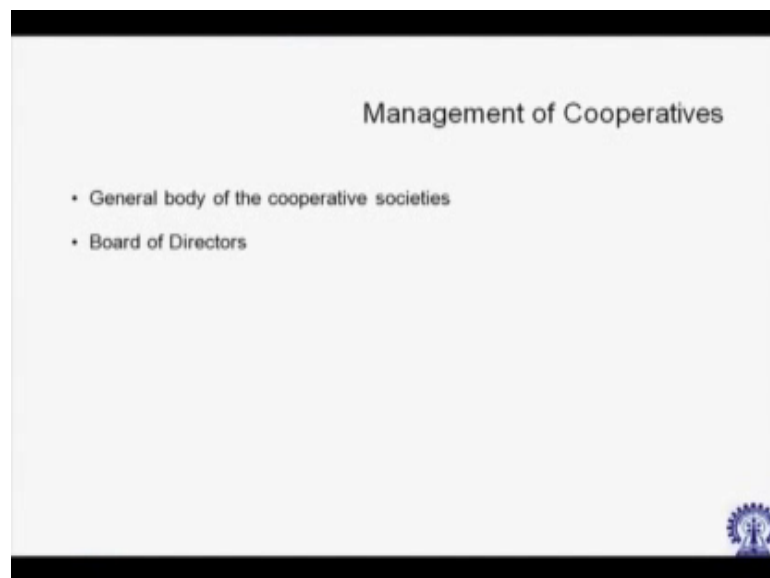 Management of Cooperatives
• General body of the cooperative societies
• Board of Directors